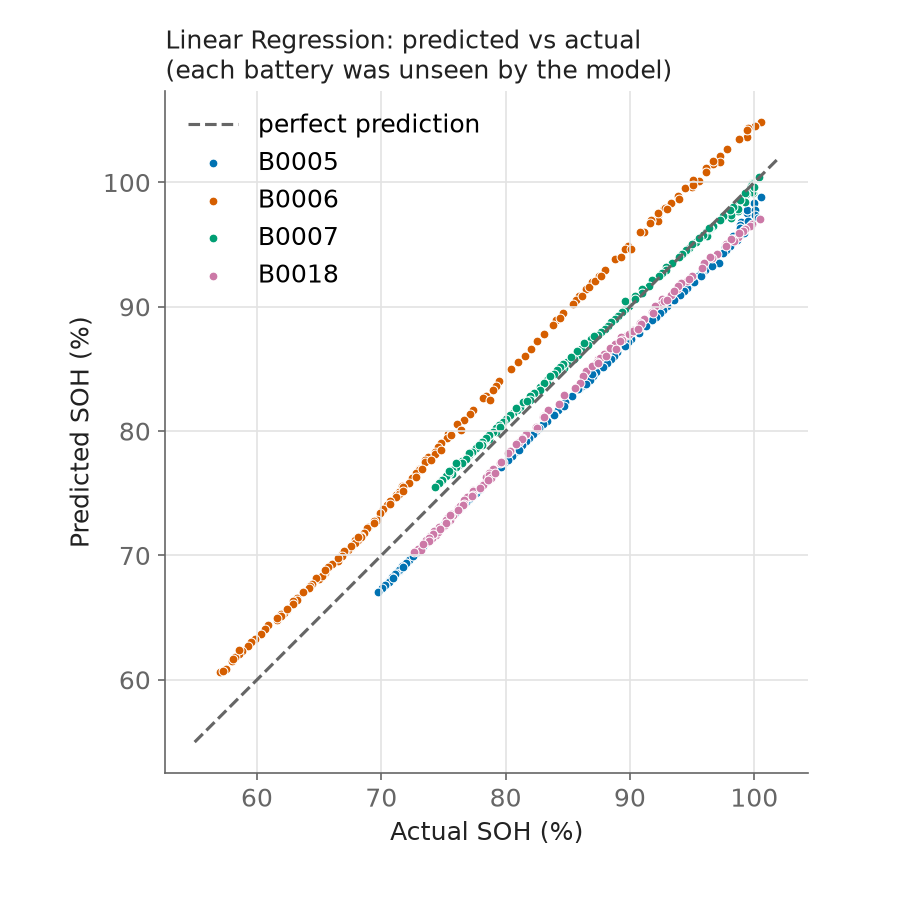 Linear Regression: predicted vs actual
(each battery was unseen by the model)
perfect prediction
B0005
B0006
B0007
B0018
Predicted SOH (%)
100
90
80
70
60
60 70 80 90 100
Actual SOH (%)